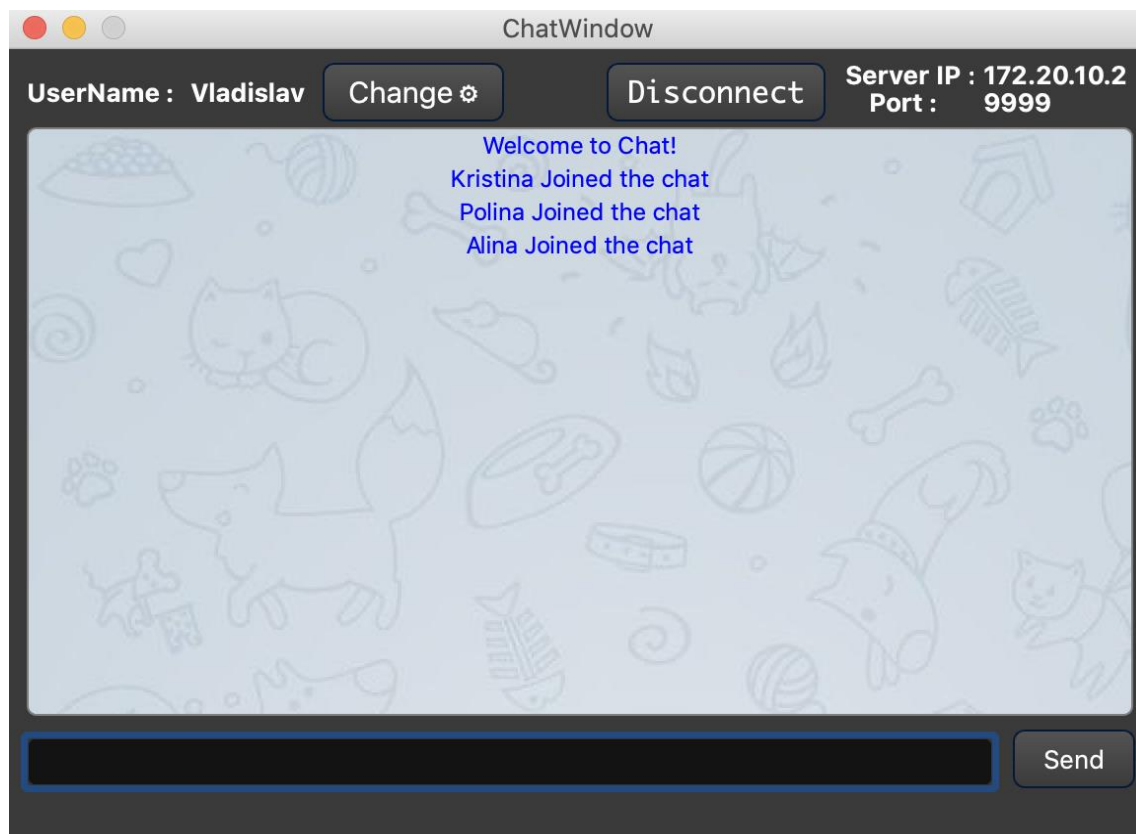 ChatWindow
UserName : Vladislav
Change ⚙
Disconnect
Server IP : 172.20.10.2
Port : 9999
Welcome to Chat!
Kristina Joined the chat
Polina Joined the chat
Alina Joined the chat
Send